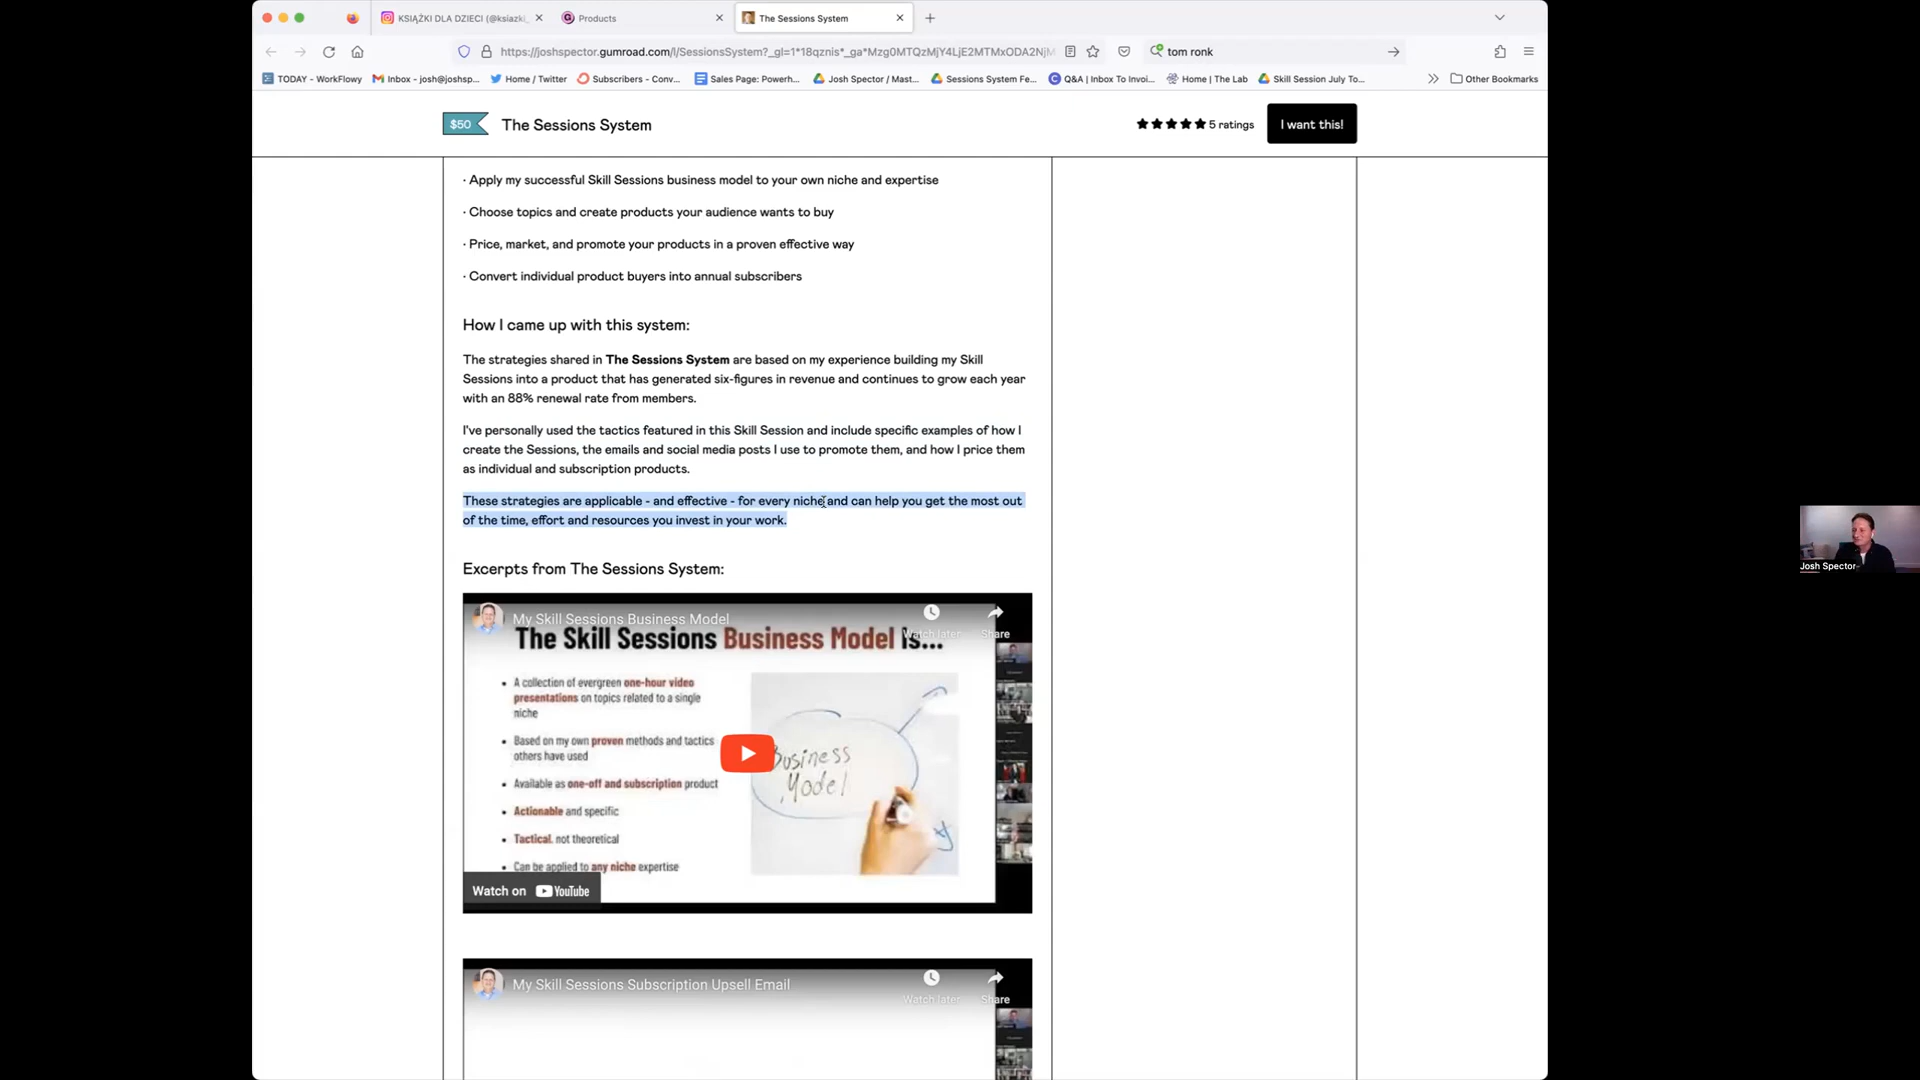 KSIĄŻKI DLA DZIECI (@ksiazki_
Products
The Sessions System
https://joshspector.gumroad.com/l/SessionsSystem?_gl=1*18qznis*_ga*Mzg0MTQzMjY4LjE2MTMxODA2NjM
tom ronk
TODAY - WorkFlowy
Inbox - josh@joshsp...
Home / Twitter
Subscribers - Conv...
Sales Page: Powerh...
Josh Spector / Mast...
Sessions System Fe...
Q&A | Inbox To Invoi...
Home | The Lab
Skill Session July To...
Other Bookmarks
$50
The Sessions System
5 ratings
I want this!
· Apply my successful Skill Sessions business model to your own niche and expertise
· Choose topics and create products your audience wants to buy
· Price, market, and promote your products in a proven effective way
· Convert individual product buyers into annual subscribers
How I came up with this system:
The strategies shared in The Sessions System are based on my experience building my Skill
Sessions into a product that has generated six-figures in revenue and continues to grow each year
with an 88% renewal rate from members.
I've personally used the tactics featured in this Skill Session and include specific examples of how I
create the Sessions, the emails and social media posts I use to promote them, and how I price them
as individual and subscription products.
These strategies are applicable - and effective - for every niche and can help you get the most out
of the time, effort and resources you invest in your work.
Excerpts from The Sessions System:
My Skill Sessions Business Model
Watch later
Share
The Skill Sessions Business Model is...
• A collection of evergreen one-hour video
presentations on topics related to a single
niche
• Based on my own proven methods and tactics
others have used
• Available as one-off and subscription product
• Actionable and specific
• Tactical, not theoretical
• Can be applied to any niche expertise
Business
Model
Watch on YouTube
My Skill Sessions Subscription Upsell Email
Watch later
Share
Josh Spector